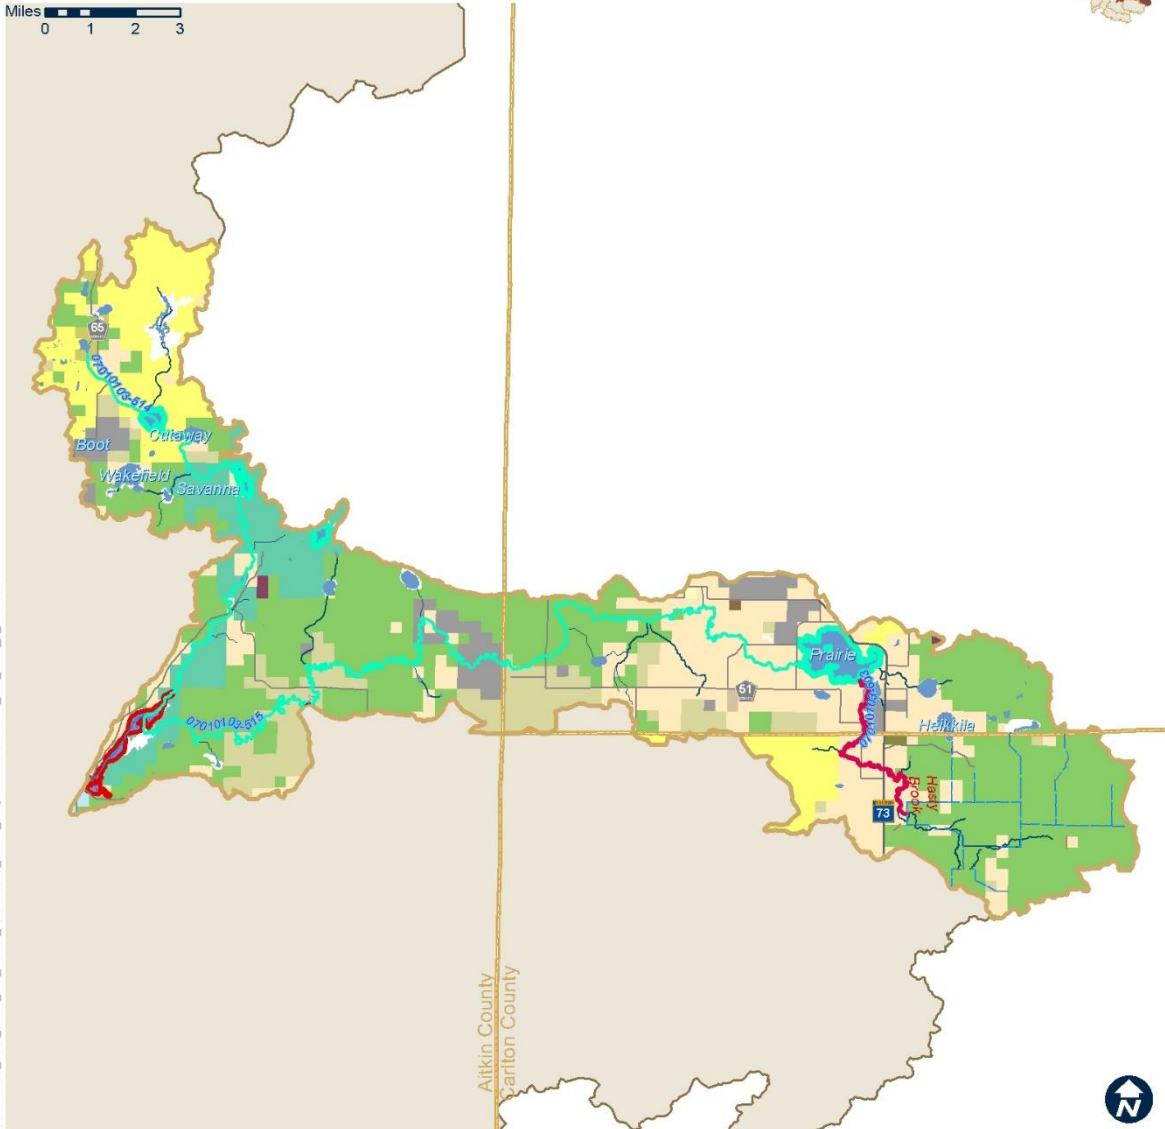 Miles
0 1 2 3
65
07010103-514
Boot
Cutaway
Wakefield
Savanna
Prairie
51
07010103-515
Heikkila
Hasty
Brook
73
Aitkin County
Carlton County
N